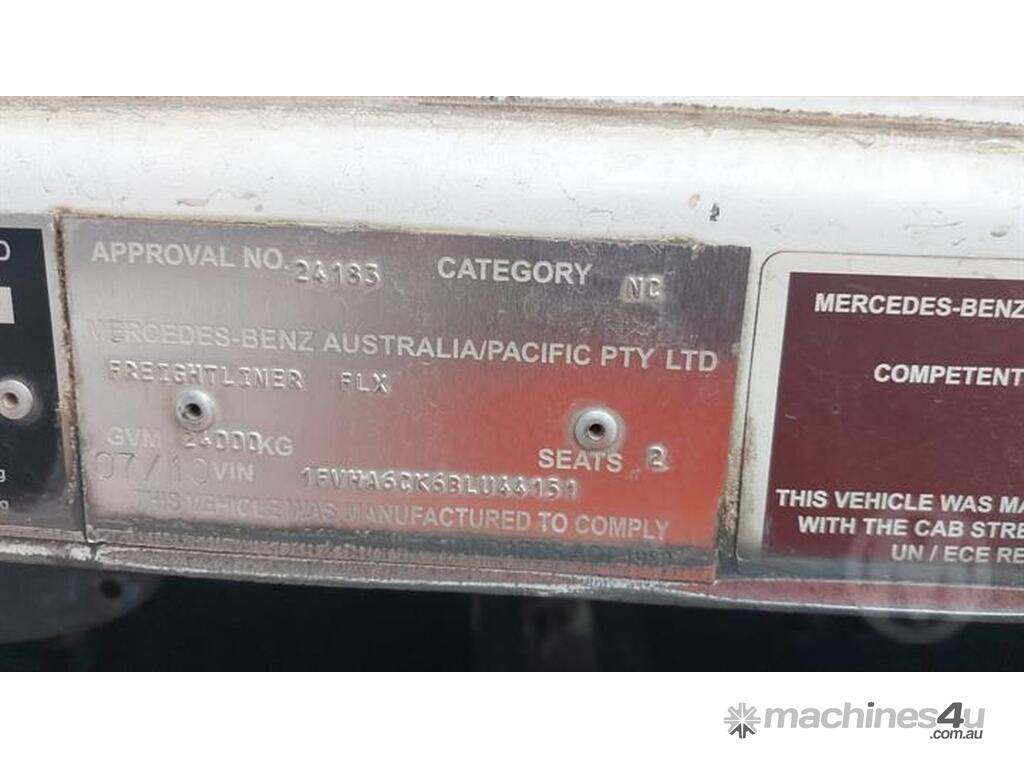 APPROVAL NO. 24183 CATEGORY NC
MERCEDES-BENZ AUSTRALIA/PACIFIC PTY LTD
FREIGHTLINER FLX
GVM 24000KG
SEATS 2
07/10 VIN 1FVHA6CK6BLU44151
THIS VEHICLE WAS MANUFACTURED TO COMPLY
MERCEDES-BENZ
COMPETENT
THIS VEHICLE WAS MA
WITH THE CAB STRE
UN / ECE RE
machines4u
.com.au